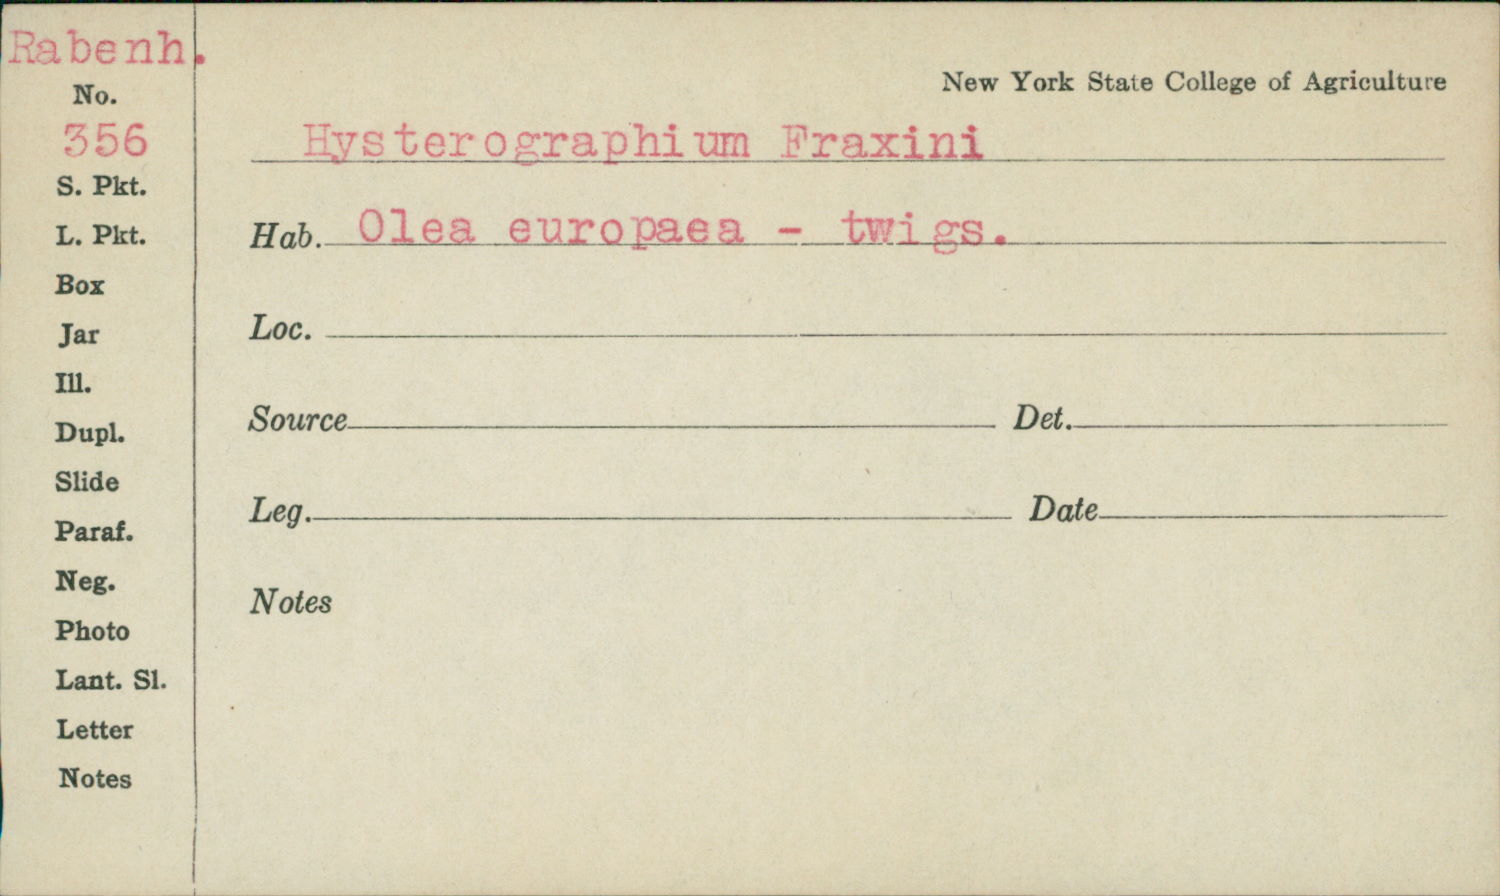 Rabenh.
No.
356
S. Pkt.
L. Pkt.
Box
Jar
Ill.
Dupl.
Slide
Paraf.
Neg.
Photo
Lant. Sl.
Letter
Notes
New York State College of Agriculture
Hysterographium Fraxini
Hab. Olea europaea - twigs.
Loc.
Source Det.
Leg. Date
Notes